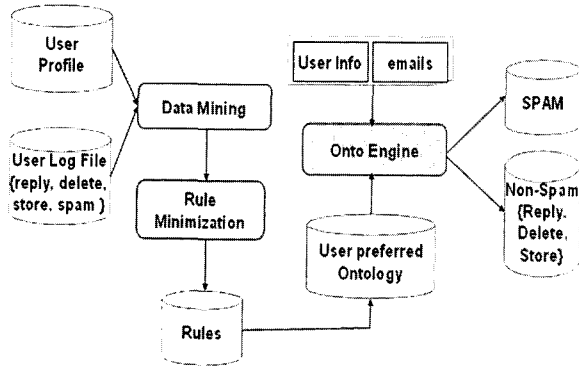 User
Profile
User Log File
{reply, delete,
store, spam }
Data Mining
Rule
Minimization
Rules
User Info
emails
Onto Engine
User preferred
Ontology
SPAM
Non-Spam
{Reply,
Delete,
Store}